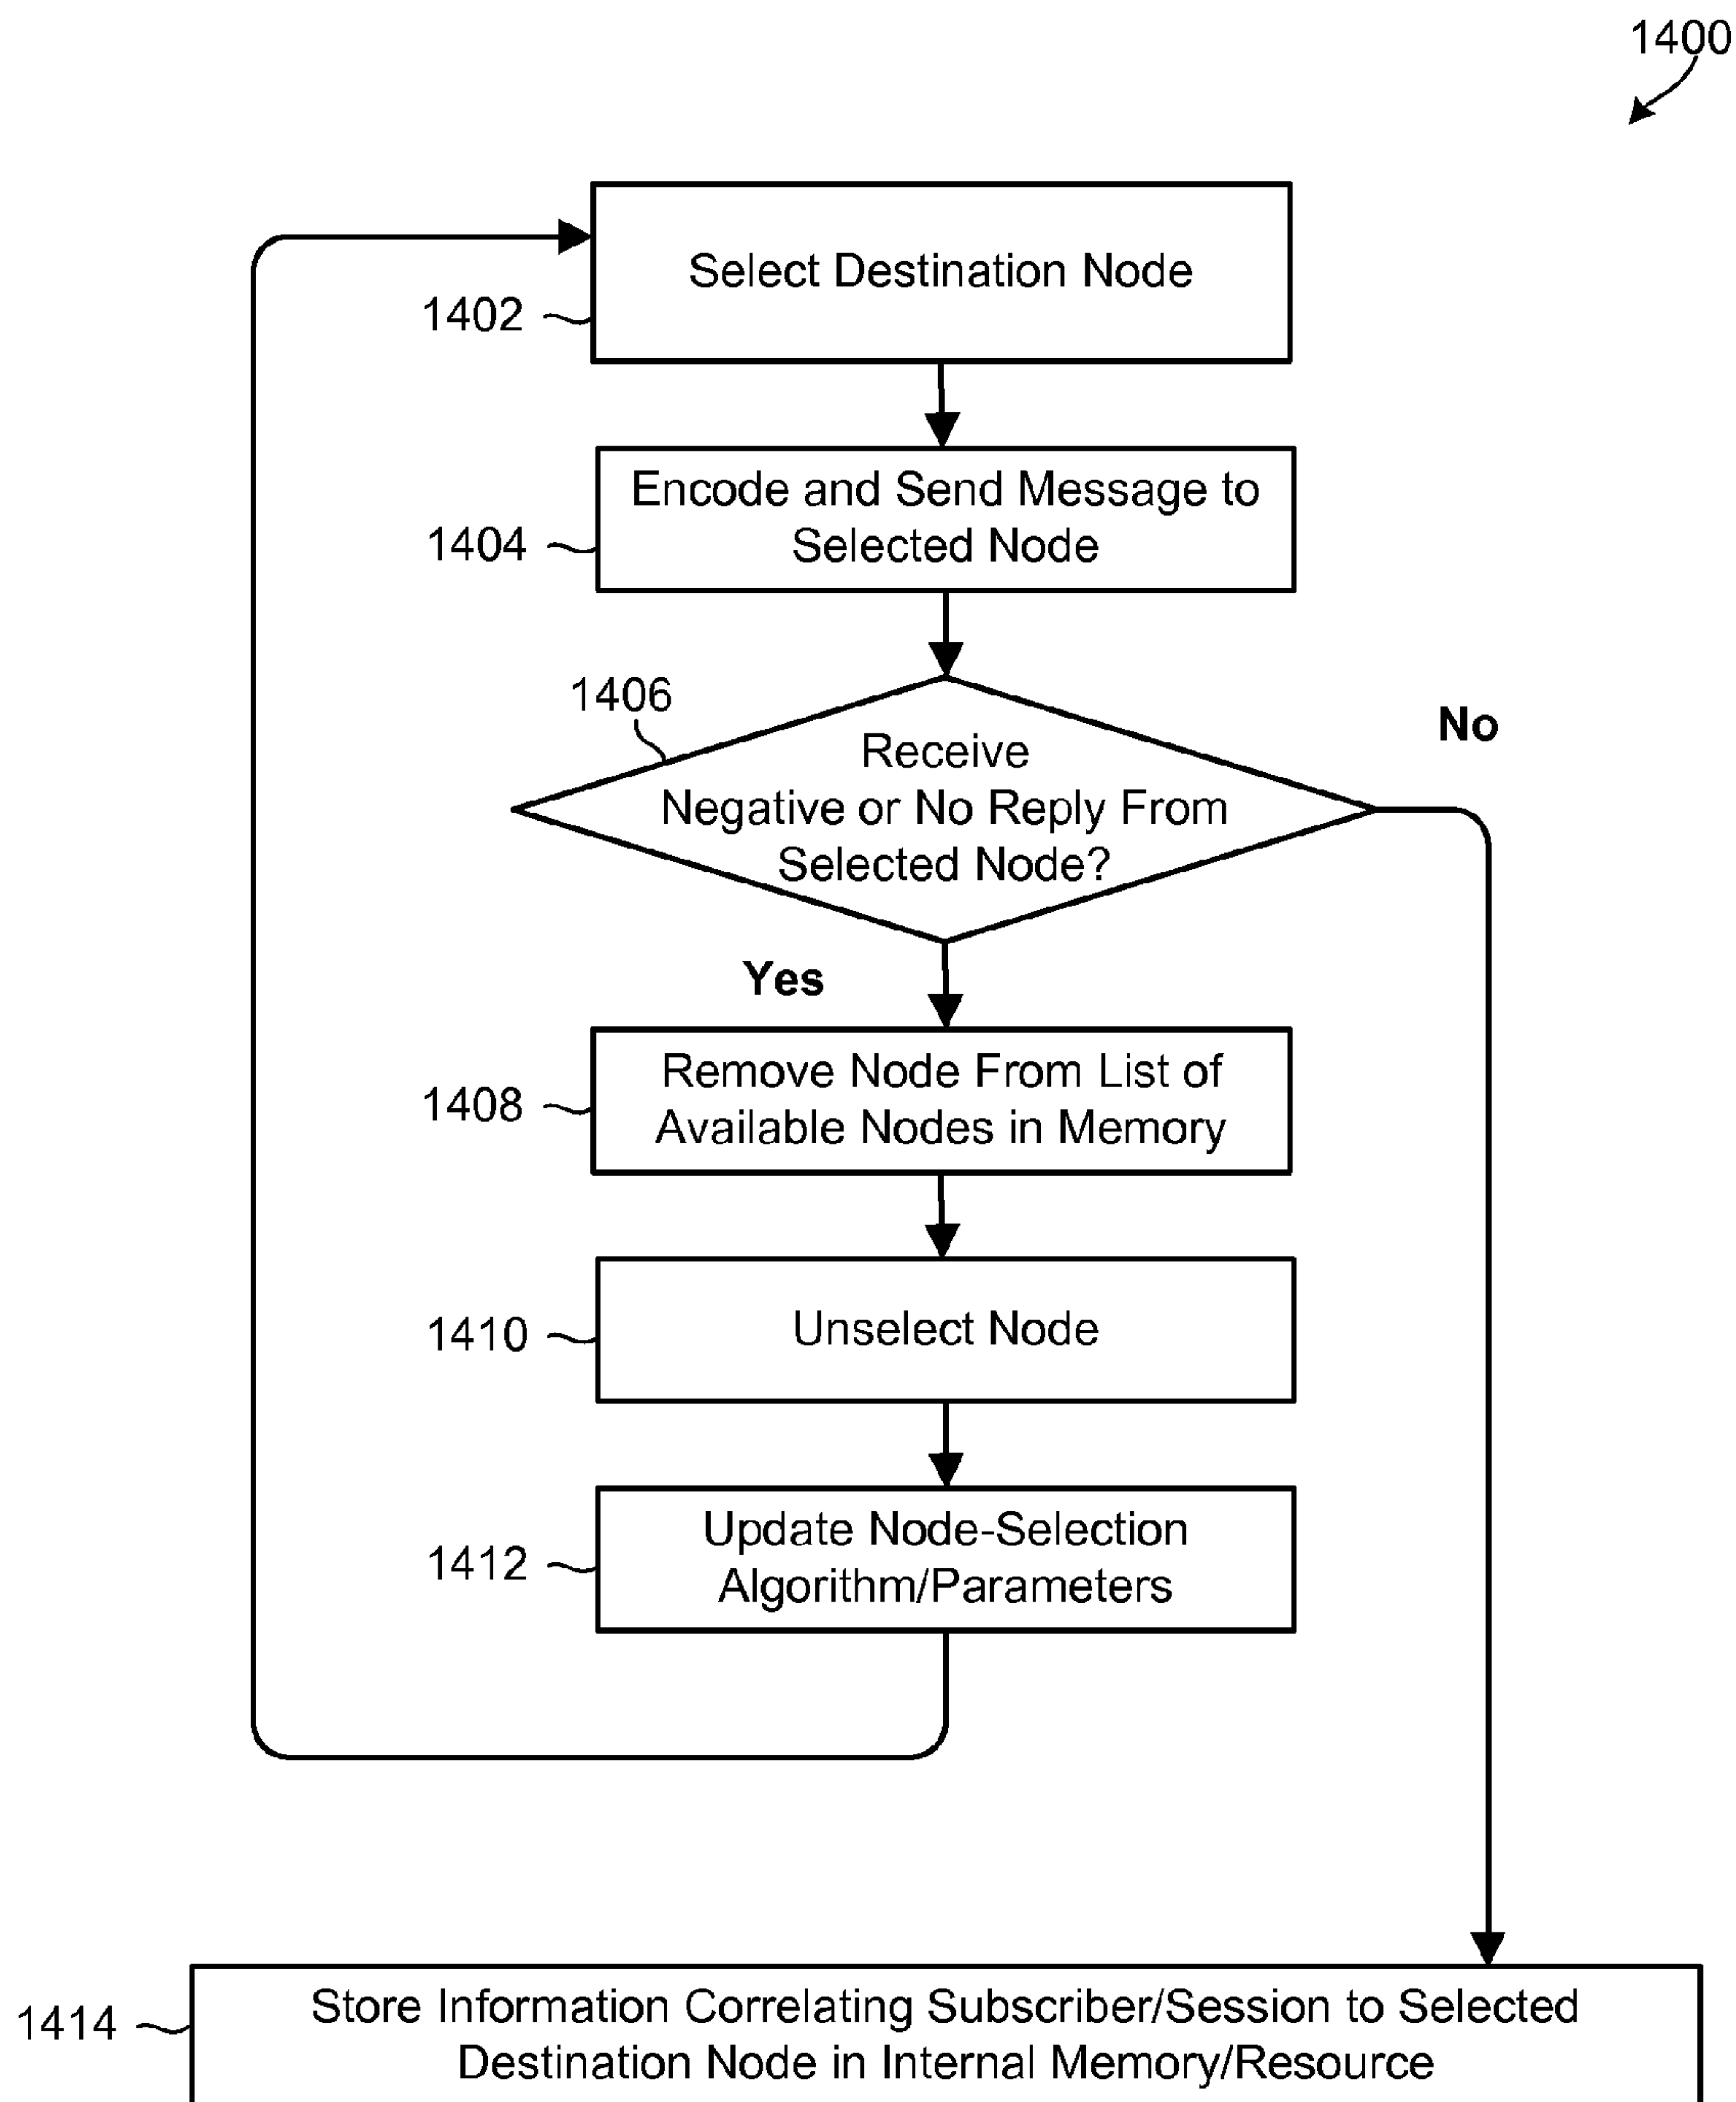 1400
Select Destination Node
1402
Encode and Send Message to
Selected Node
1404
1406
Receive
Negative or No Reply From
Selected Node?
No
Yes
Remove Node From List of
Available Nodes in Memory
1408
Unselect Node
1410
Update Node-Selection
Algorithm/Parameters
1412
Store Information Correlating Subscriber/Session to Selected
Destination Node in Internal Memory/Resource
1414